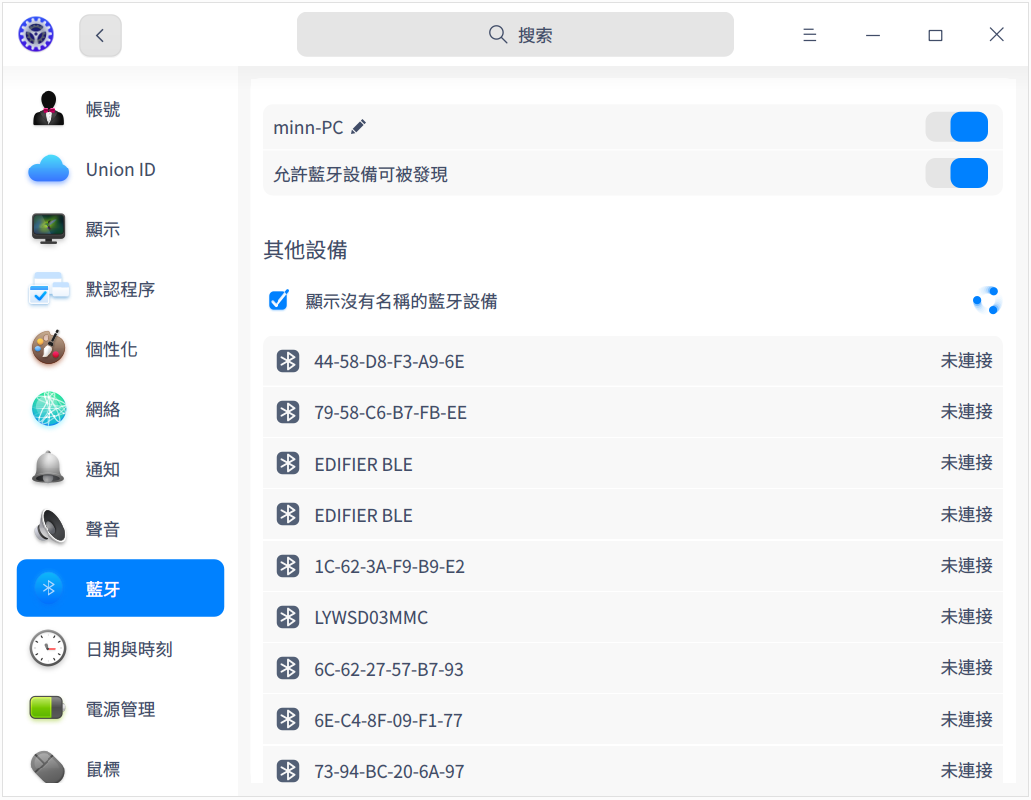 搜索
帳號
Union ID
顯示
默認程序
個性化
網絡
通知
聲音
藍牙
日期與時刻
電源管理
鼠標
minn-PC
允許藍牙設備可被發現
其他設備
顯示沒有名稱的藍牙設備
44-58-D8-F3-A9-6E 未連接
79-58-C6-B7-FB-EE 未連接
EDIFIER BLE 未連接
EDIFIER BLE 未連接
1C-62-3A-F9-B9-E2 未連接
LYWSD03MMC 未連接
6C-62-27-57-B7-93 未連接
6E-C4-8F-09-F1-77 未連接
73-94-BC-20-6A-97 未連接